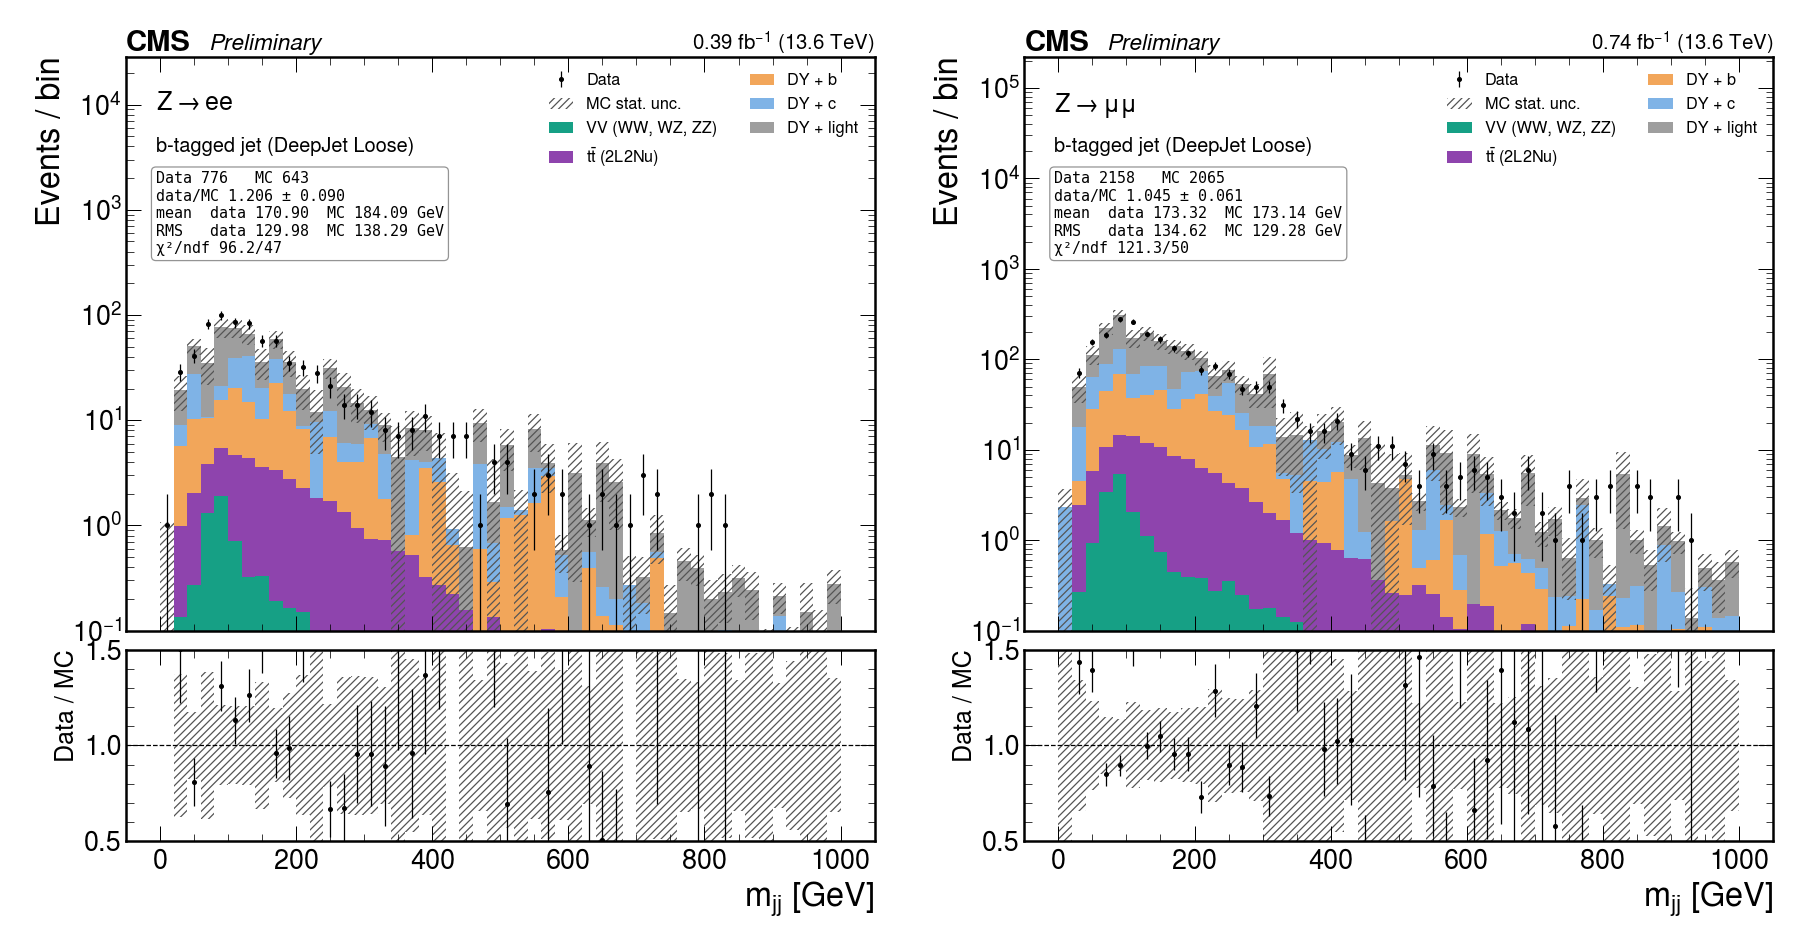 CMS Preliminary 0.39 fb⁻¹ (13.6 TeV)
Events / bin
Z→ee
b-tagged jet (DeepJet Loose)
Data 776 MC 643
data/MC 1.206 ± 0.090
mean data 170.90 MC 184.09 GeV
RMS data 129.98 MC 138.29 GeV
χ²/ndf 96.2/47
Data
MC stat. unc.
VV (WW, WZ, ZZ)
tt̄ (2L2Nu)
DY + b
DY + c
DY + light
10⁴
10³
10²
10¹
10⁰
10⁻¹
Data / MC
1.5
1.0
0.5
0 200 400 600 800 1000
m_jj [GeV]
CMS Preliminary 0.74 fb⁻¹ (13.6 TeV)
Events / bin
Z→μμ
b-tagged jet (DeepJet Loose)
Data 2158 MC 2065
data/MC 1.045 ± 0.061
mean data 173.32 MC 173.14 GeV
RMS data 134.62 MC 129.28 GeV
χ²/ndf 121.3/50
Data
MC stat. unc.
VV (WW, WZ, ZZ)
tt̄ (2L2Nu)
DY + b
DY + c
DY + light
10⁵
10⁴
10³
10²
10¹
10⁰
10⁻¹
Data / MC
1.5
1.0
0.5
0 200 400 600 800 1000
m_jj [GeV]